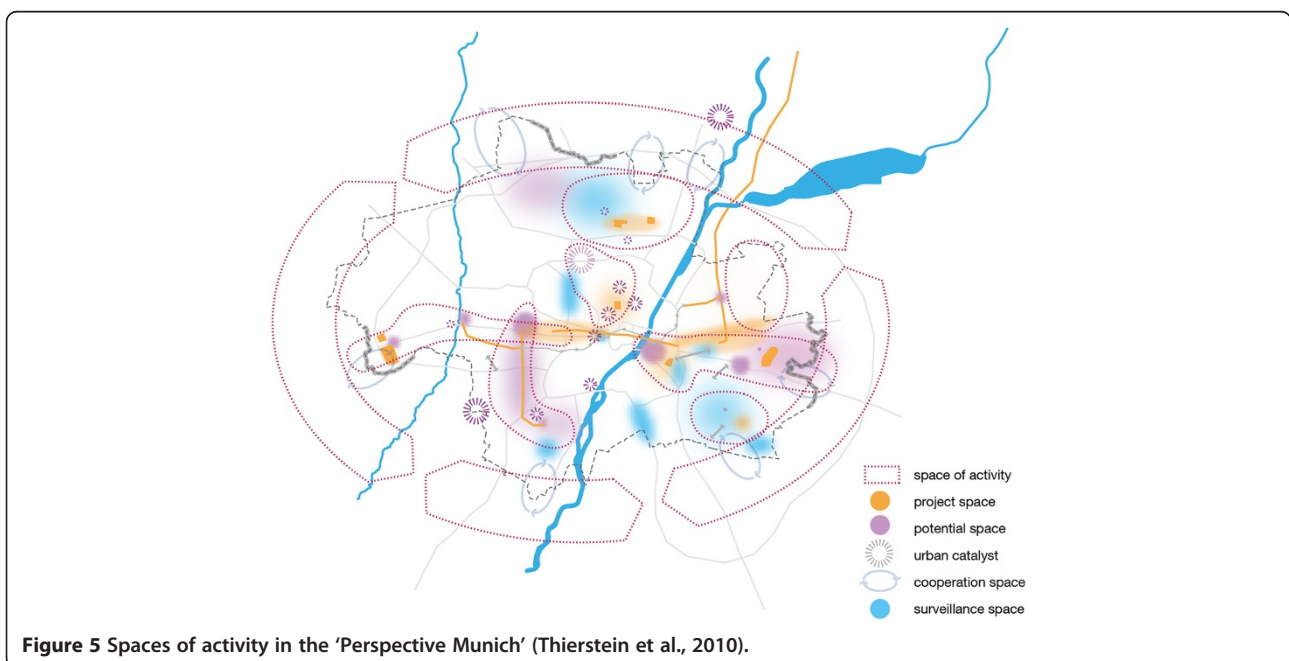 space of activity
project space
potential space
urban catalyst
cooperation space
surveillance space
Figure 5 Spaces of activity in the ‘Perspective Munich’ (Thierstein et al., 2010).